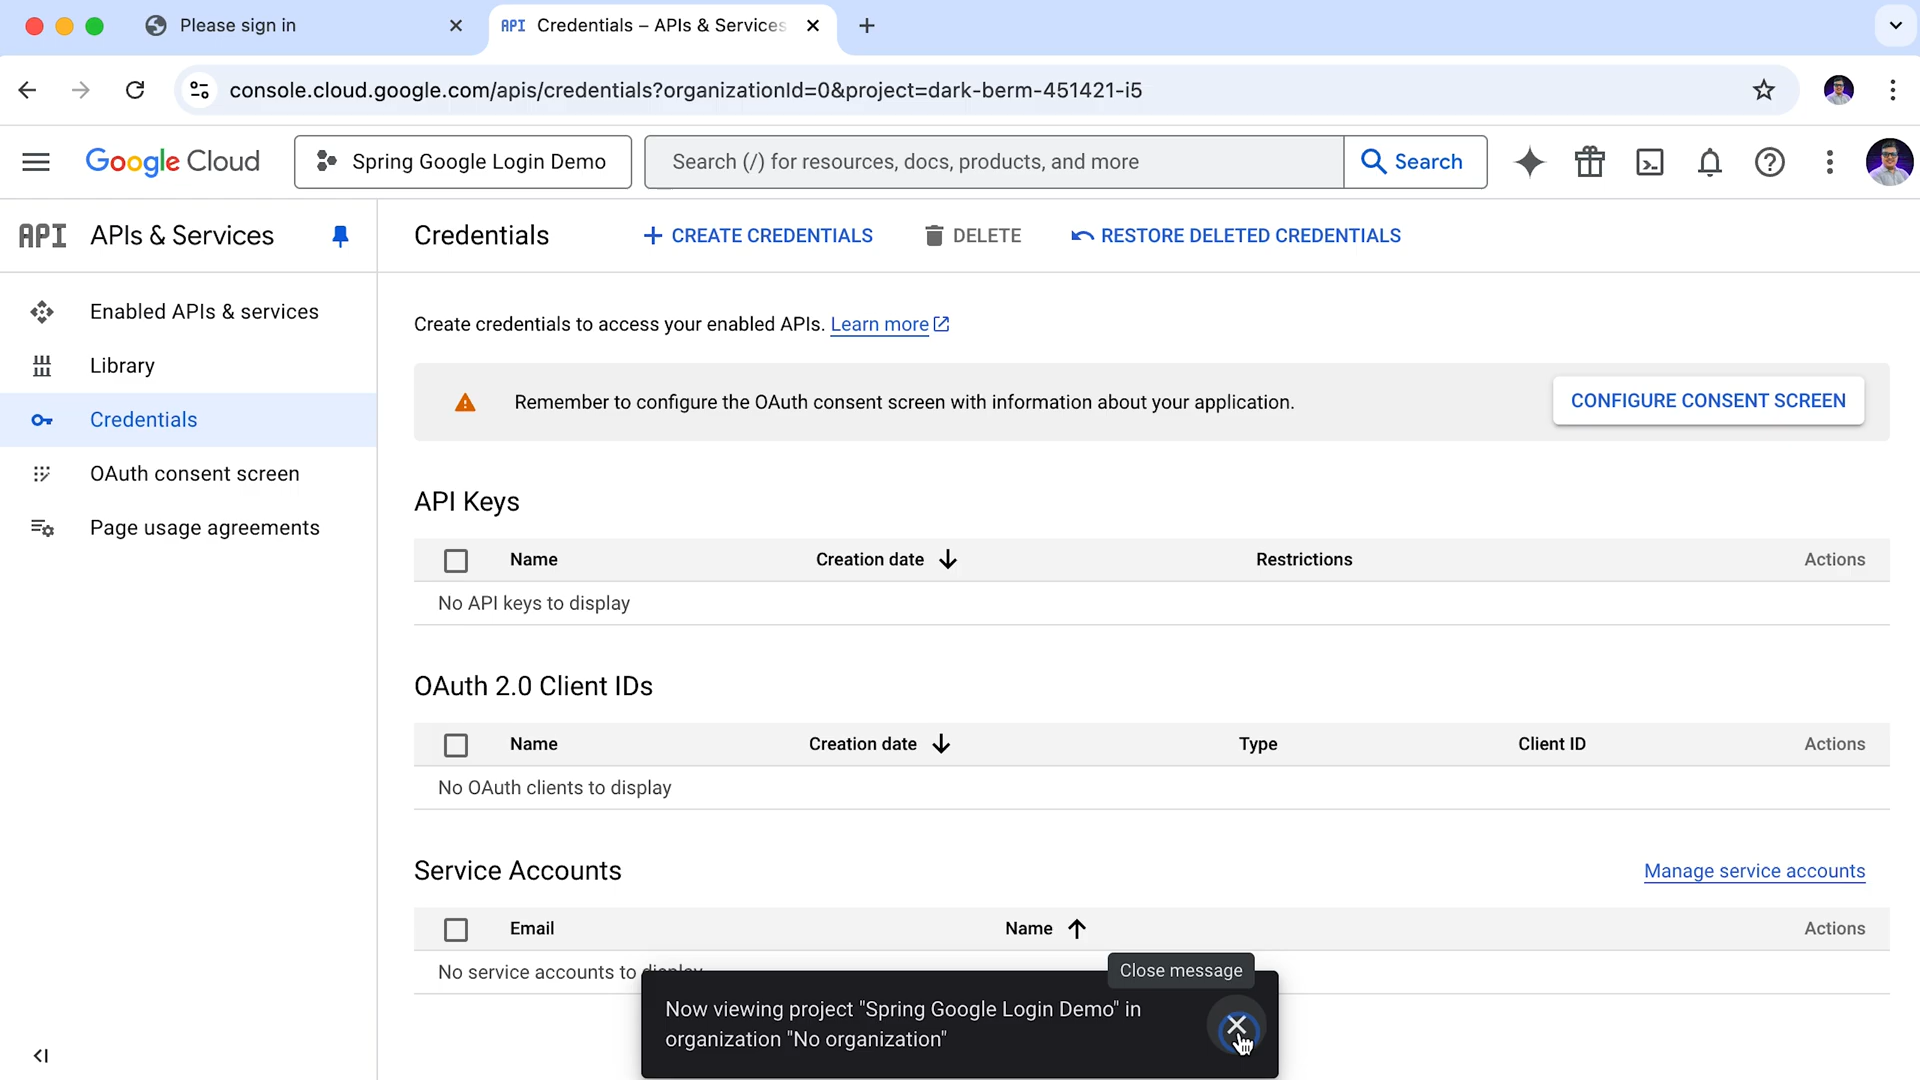 Please sign in
API Credentials – APIs & Services
console.cloud.google.com/apis/credentials?organizationId=0&project=dark-berm-451421-i5
Google Cloud
Spring Google Login Demo
Search (/) for resources, docs, products, and more
Search
API APIs & Services
Credentials
CREATE CREDENTIALS
DELETE
RESTORE DELETED CREDENTIALS
Enabled APIs & services
Library
Credentials
OAuth consent screen
Page usage agreements
Create credentials to access your enabled APIs. Learn more
Remember to configure the OAuth consent screen with information about your application.
CONFIGURE CONSENT SCREEN
API Keys
Name Creation date Restrictions Actions
No API keys to display
OAuth 2.0 Client IDs
Name Creation date Type Client ID Actions
No OAuth clients to display
Service Accounts
Manage service accounts
Email Name Actions
No service accounts to display
Close message
Now viewing project "Spring Google Login Demo" in
organization "No organization"